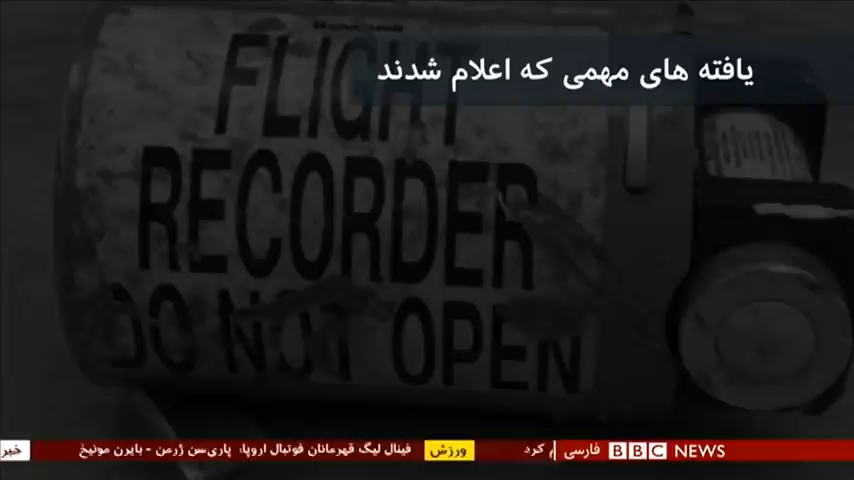 یافته های مهمی که اعلام شدند
FLIGHT
RECORDER
DO NOT OPEN
BBC NEWS فارسی
کرد
ورزش
فینال لیگ قهرمانان فوتبال اروپا: پاری‌سن ژرمن - بایرن مونیخ
خبر